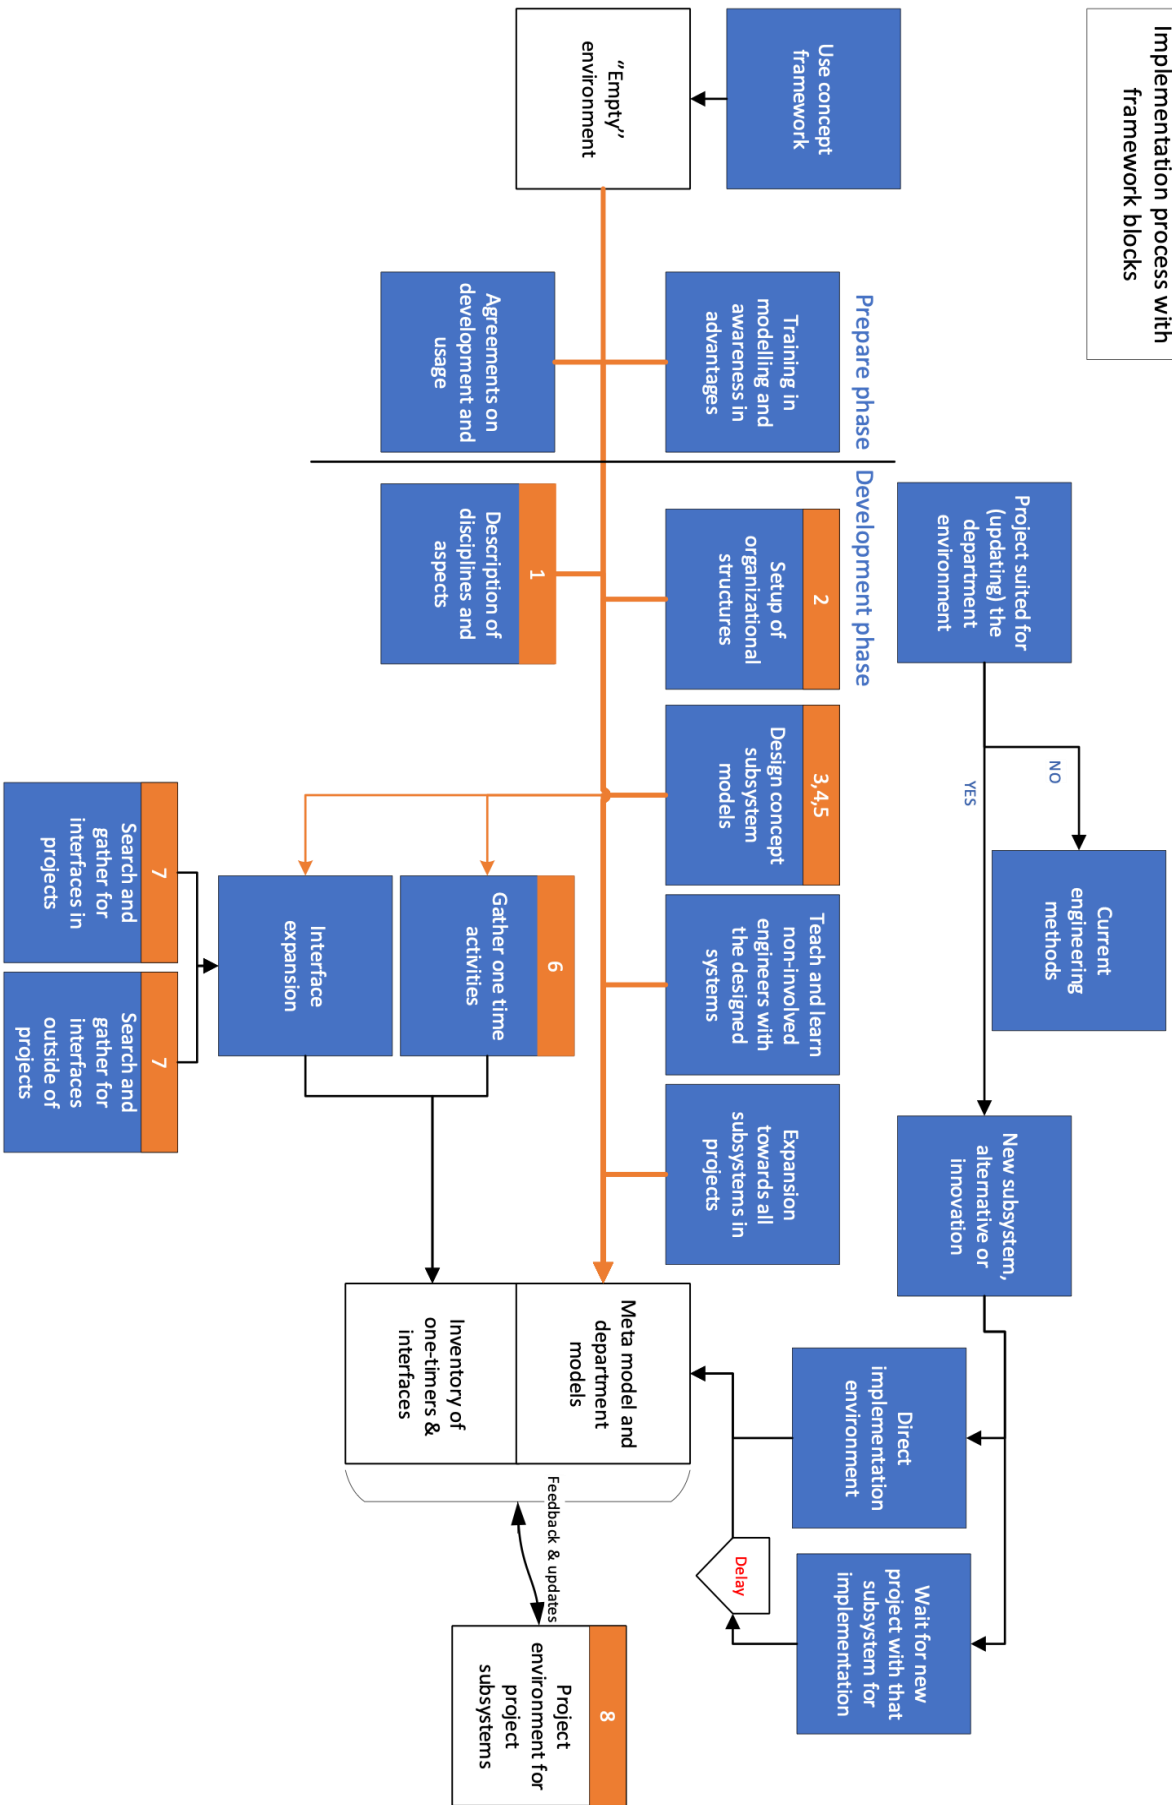 Implementation process with
framework blocks
Use concept
framework
“Empty”
environment
Prepare phase
Training in
modelling and
awareness in
advantages
Agreements on
development and
usage
Development phase
Project suited for
(updating) the
department
environment
NO
YES
Current
engineering
methods
New subsystem,
alternative or
innovation
2
Setup of
organizational
structures
1
Description of
disciplines and
aspects
3,4,5
Design concept
subsystem
models
Teach and learn
non-involved
engineers with
the designed
systems
Expansion
towards all
subsystems in
projects
6
Gather one time
activities
Interface
expansion
7
Search and
gather for
interfaces in
projects
7
Search and
gather for
interfaces
outside of
projects
Direct
implementation
environment
Wait for new
project with that
subsystem for
implementation
Delay
Meta model and
department
models
Inventory of
one-timers &
interfaces
Feedback & updates
8
Project
environment for
project
subsystems